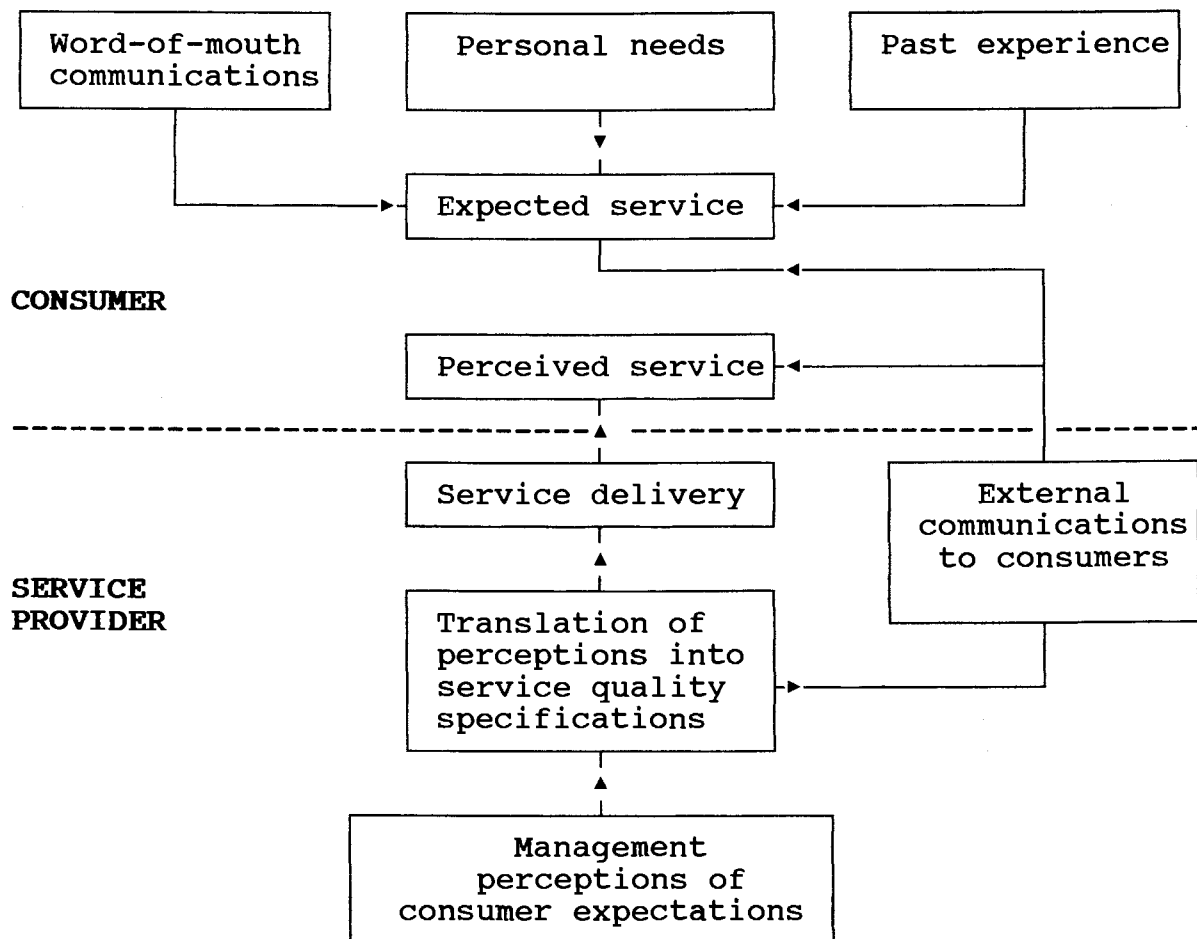 Word-of-mouth
communications
Personal needs
Past experience
Expected service
CONSUMER
Perceived service
Service delivery
External
communications
to consumers
SERVICE
PROVIDER
Translation of
perceptions into
service quality
specifications
Management
perceptions of
consumer expectations